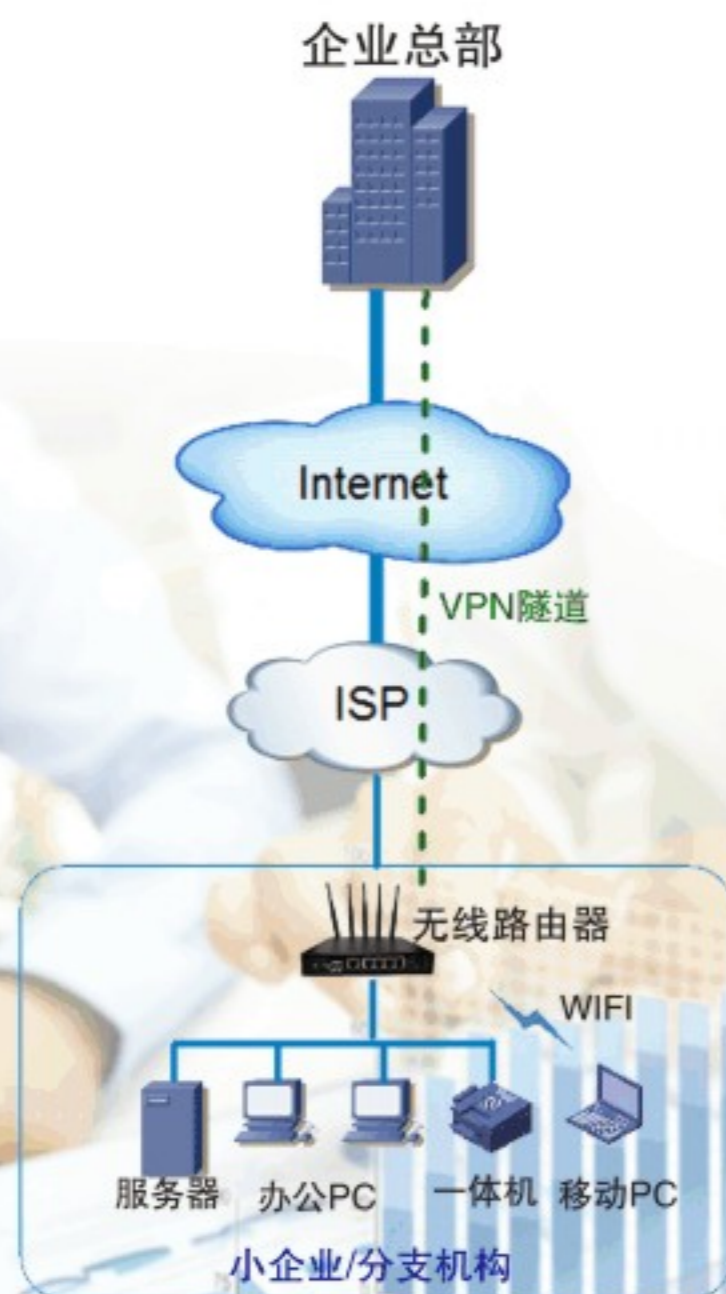 企业总部
Internet
VPN隧道
ISP
无线路由器
WIFI
服务器 办公PC 一体机 移动PC
小企业/分支机构